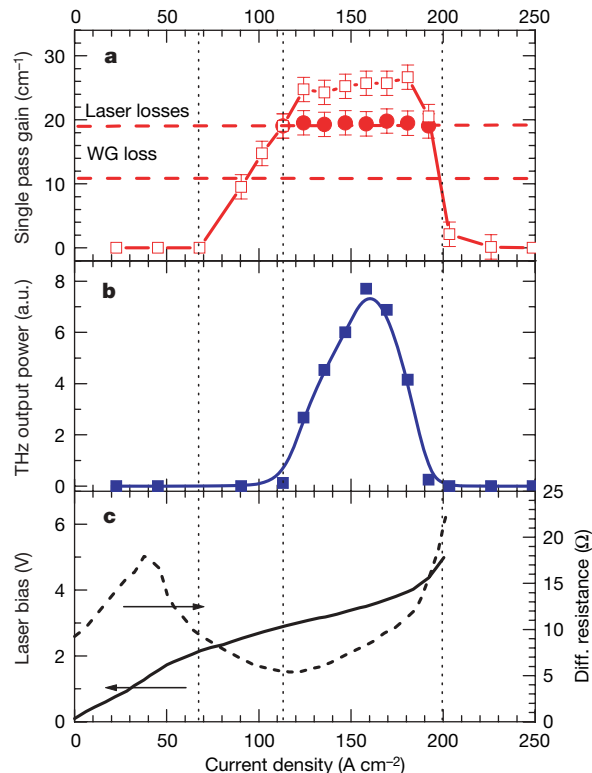 0 50 100 150 200 250
a
30
20
10
0
Single pass gain (cm⁻¹)
Laser losses
WG loss
b
8
6
4
2
0
THz output power (a.u.)
c
6
4
2
0
Laser bias (V)
25
20
15
10
5
0
Diff. resistance (Ω)
0 50 100 150 200 250
Current density (A cm⁻²)